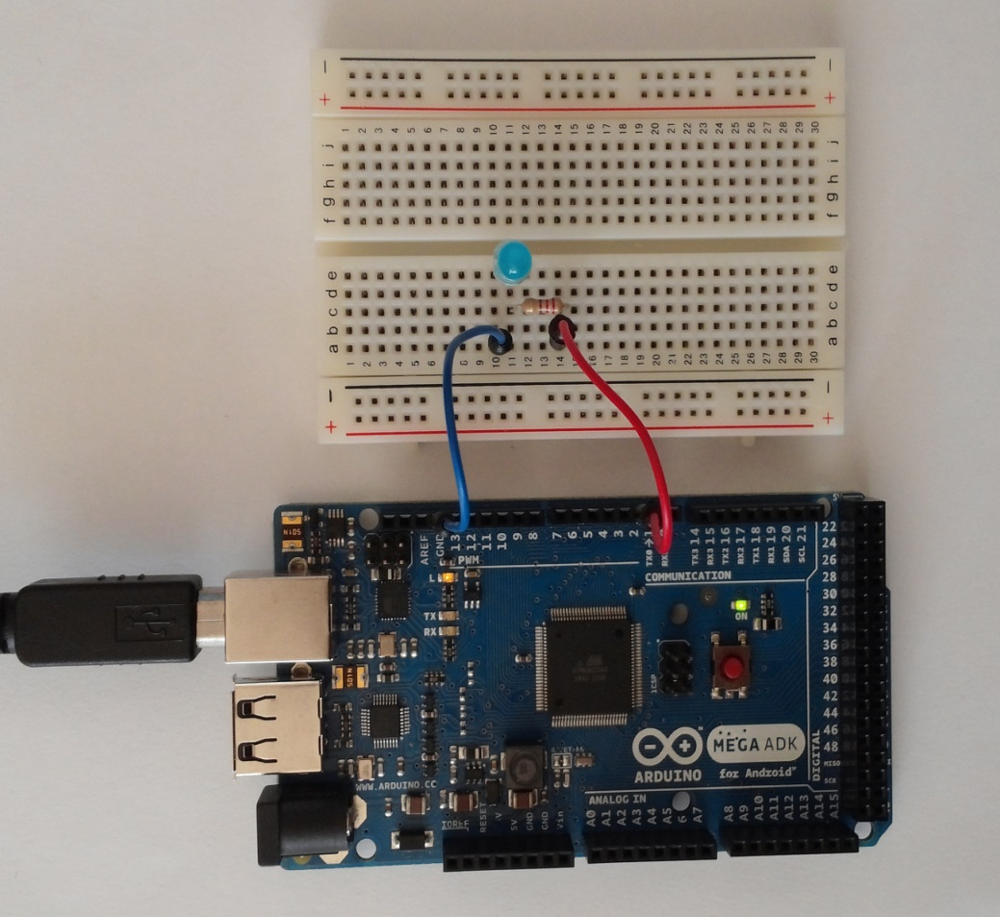 - -
+ +
1 2 3 4 5 6 7 8 9 10 11 12 13 14 15 16 17 18 19 20 21 22 23 24 25 26 27 28 29 30
j j
i i
h h
g g
f f
e e
d d
c c
b b
a a
1 2 3 4 5 6 8 9 10 11 12 13 14 16 17 18 19 20 21 22 23 24 25 26 27 28 29 30
- -
+ +
AREF
GND
13
12
11
10
9
8
7
6
5
4
3
2
1
TX0
RX
TX3 14
RX3 15
TX2 16
RX2 17
TX1 18
RX1 19
SDA 20
SCL 21
PWM
COMMUNICATION
5V
22
24
26
28
30
32
34
36
38
40
42
44
46
48
MISO
SCK
DIGITAL
L
TX
RX
ON
ICSP
ARDUINO
MEGA ADK
for Android™
WWW.ARDUINO.CC
IOREF
RESET
5V
GND
GND
Vin
ANALOG IN
A0
A1
A2
A3
A4
A5
6
A7
A8
A9
A10
A11
A12
A13
A14
A15